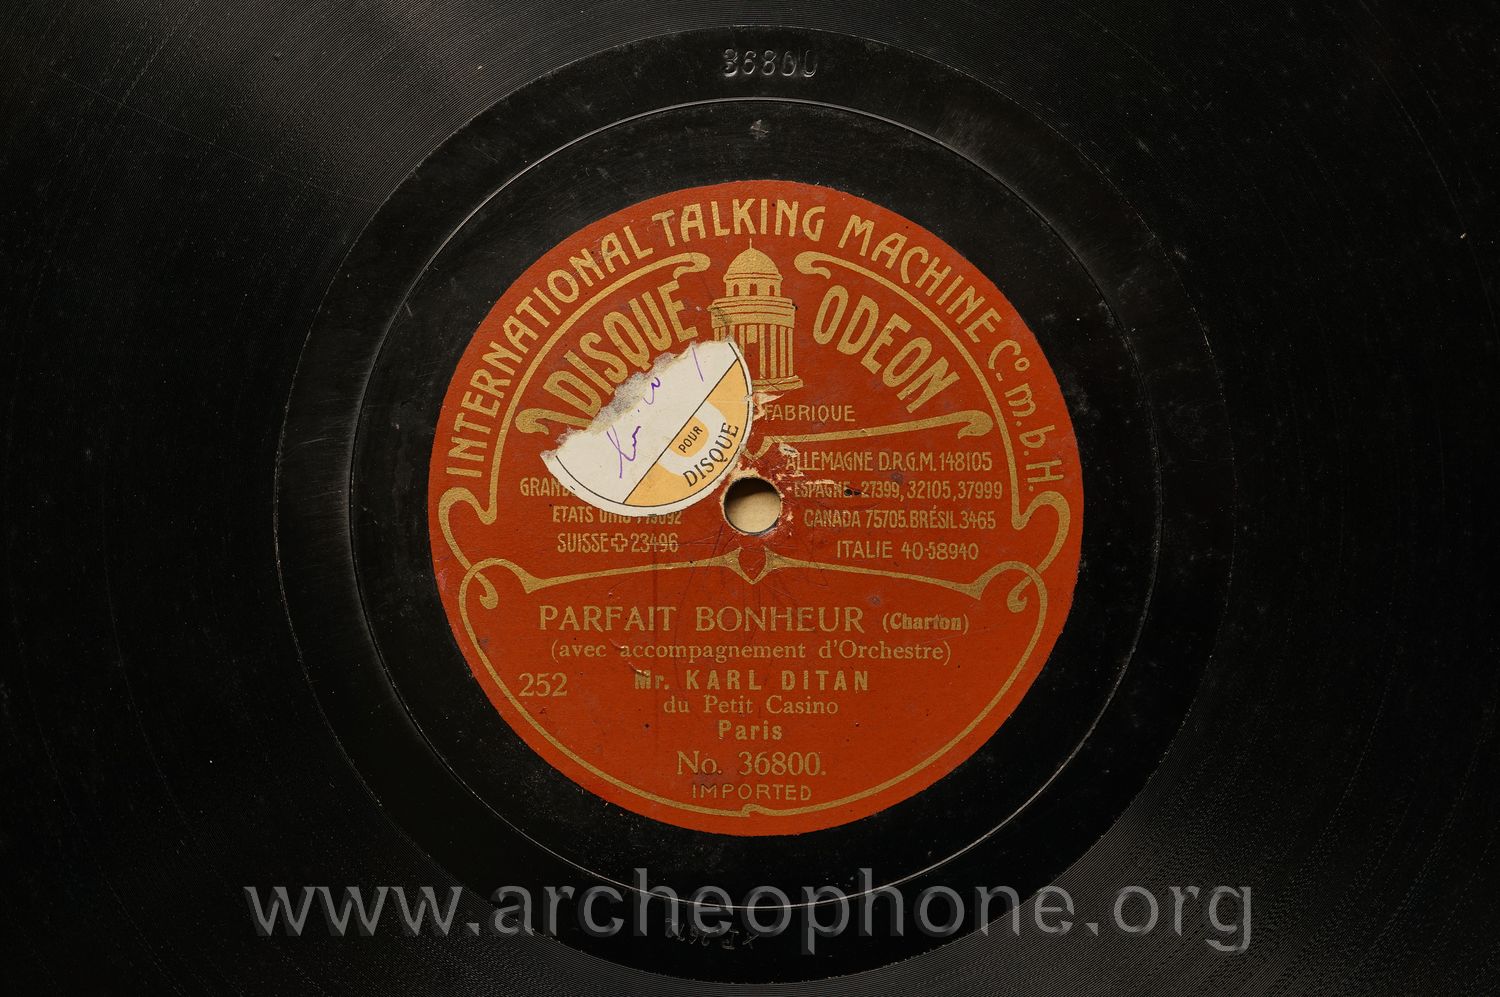 36800
INTERNATIONAL TALKING MACHINE Co. m.b.H.
DISQUE ODEON
FABRIQUE
POUR
DISQUE
ALLEMAGNE D.R.G.M. 148105
ESPAGNE 27399, 32105, 37999
ETATS
CANADA 75705. BRÉSIL 3465
SUISSE 23496
ITALIE 40-58940
PARFAIT BONHEUR (Charton)
(avec accompagnement d'Orchestre)
252
Mr. KARL DITAN
du Petit Casino
Paris
No. 36800.
IMPORTED
www.archeophone.org